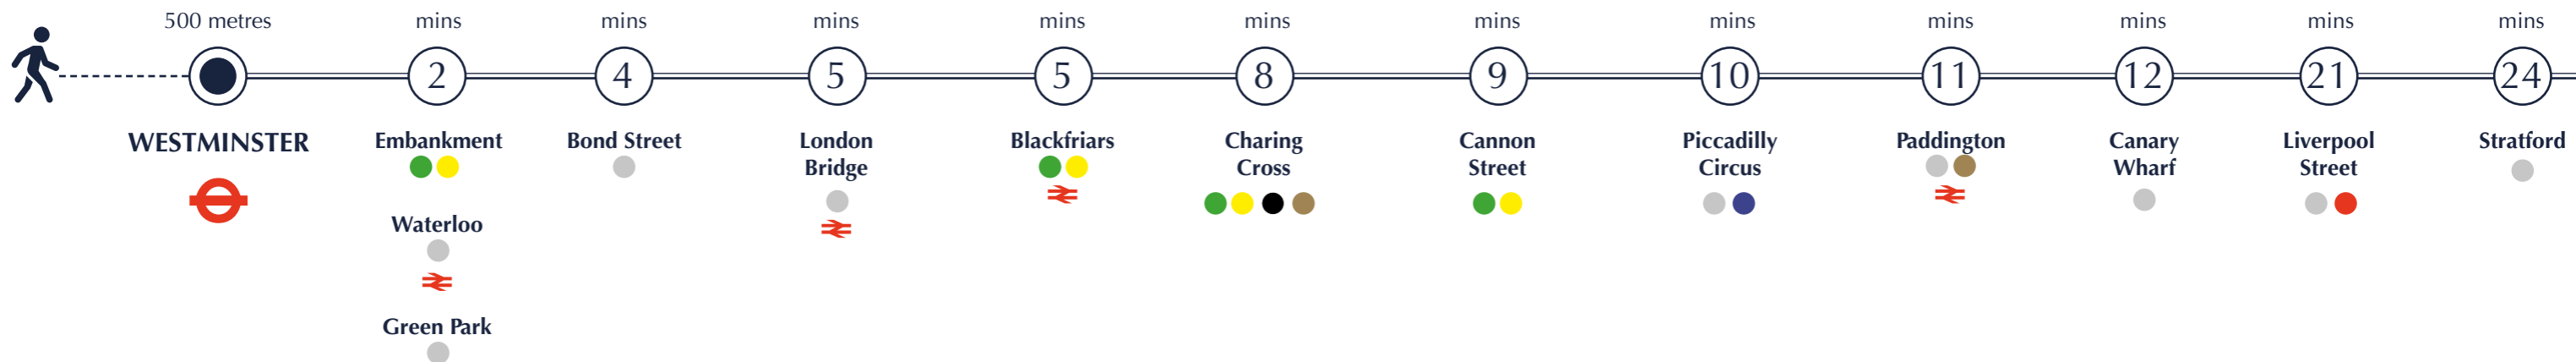 500 metres
WESTMINSTER
mins
2
Embankment
Waterloo
Green Park
mins
4
Bond Street
mins
5
London
Bridge
mins
5
Blackfriars
mins
8
Charing
Cross
mins
9
Cannon
Street
mins
10
Piccadilly
Circus
mins
11
Paddington
mins
12
Canary
Wharf
mins
21
Liverpool
Street
mins
24
Stratford